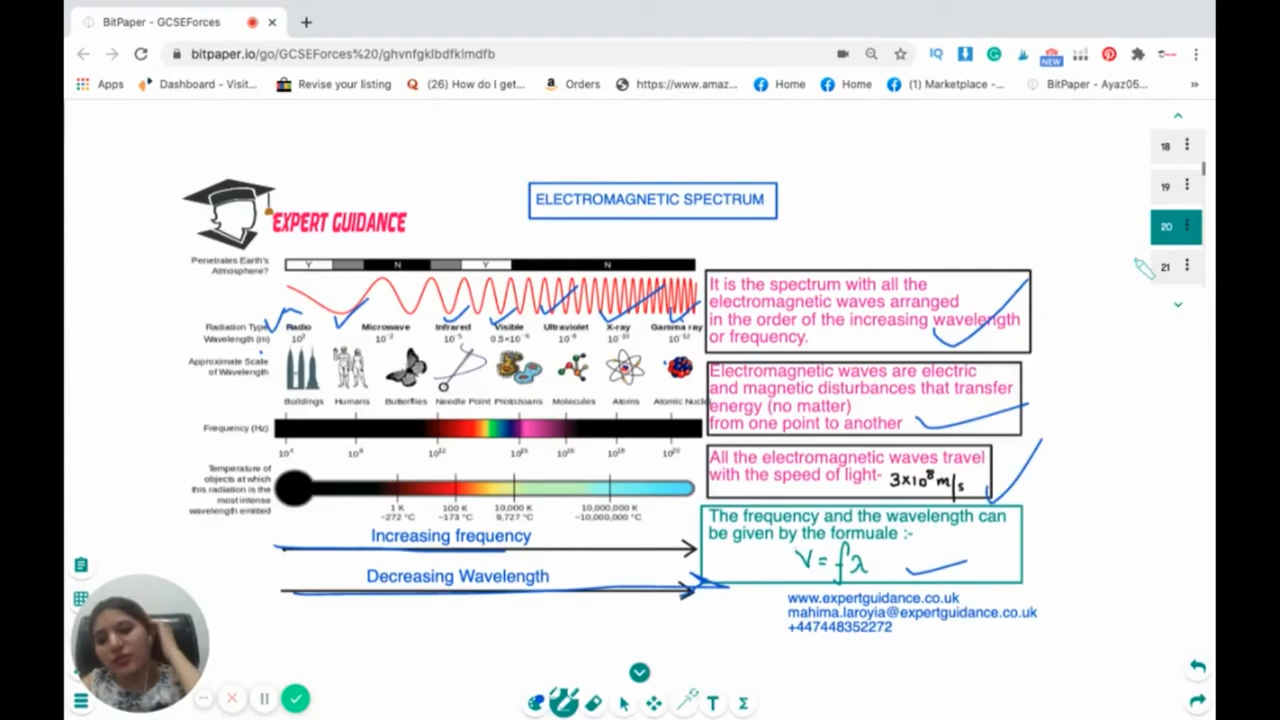 BitPaper - GCSEForces
bitpaper.io/go/GCSEForces%20/ghvnfgklbdfklmdfb
IQ
NEW
Apps
Dashboard - Visit...
Revise your listing
(26) How do I get...
Orders
https://www.amaz...
Home
Home
(1) Marketplace -...
BitPaper - Ayaz05...
»
18
19
20
21
EXPERT GUIDANCE
ELECTROMAGNETIC SPECTRUM
Penetrates Earth's
Atmosphere?
Y N Y N
Radiation Type Radio Microwave Infrared Visible Ultraviolet X-ray Gamma ray
Wavelength (m) 10³ 10⁻² 10⁻⁵ 0.5×10⁻⁶ 10⁻⁸ 10⁻¹⁰ 10⁻¹²
Approximate Scale
of Wavelength
Buildings Humans Butterflies Needle Point Protozoans Molecules Atoms Atomic Nuclei
Frequency (Hz)
10⁴ 10⁸ 10¹² 10¹⁵ 10¹⁶ 10¹⁸ 10²⁰
Temperature of
objects at which
this radiation is the
most intense
wavelength emitted
1 K 100 K 10,000 K 10,000,000 K
−272 °C −173 °C 9,727 °C ~10,000,000 °C
Increasing frequency
Decreasing Wavelength
It is the spectrum with all the
electromagnetic waves arranged
in the order of the increasing wavelength
or frequency.
Electromagnetic waves are electric
and magnetic disturbances that transfer
energy (no matter)
from one point to another
All the electromagnetic waves travel
with the speed of light- 3×10⁸ m/s
The frequency and the wavelength can
be given by the formuale :-
V = fλ
www.expertguidance.co.uk
mahima.laroyia@expertguidance.co.uk
+447448352272
T
Σ